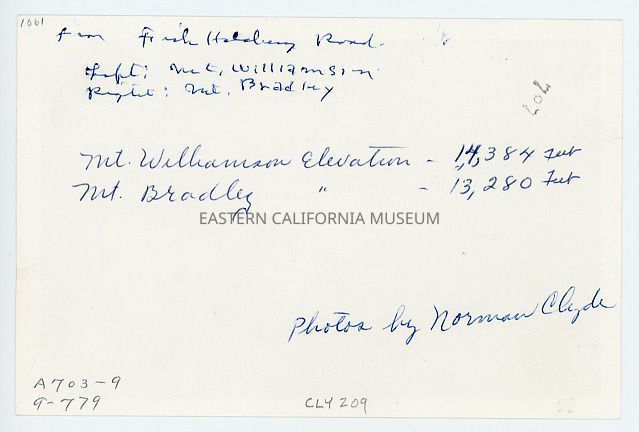 1061
from Fish Hatchery Road.
Left: Mt. Williamson
Right: Mt. Bradley
Mt. Williamson Elevation - 14,384 Feet
Mt. Bradley " - 13,280 Feet
EASTERN CALIFORNIA MUSEUM
Photos by Norman Clyde
A703-9
9-779
CLY 209